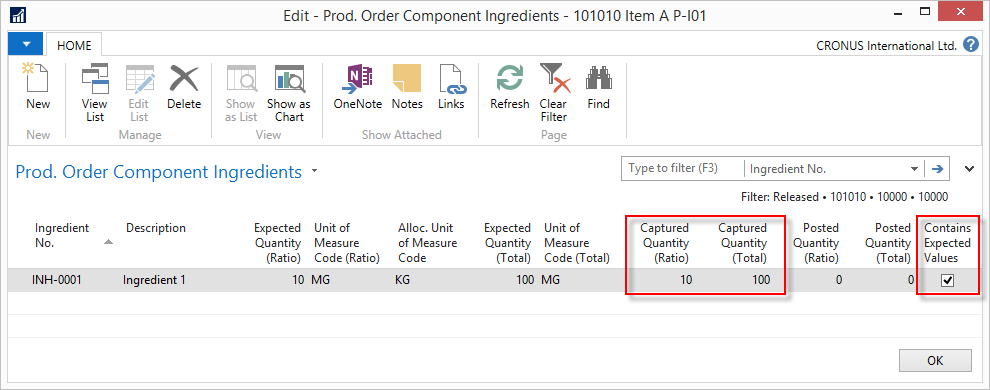 Edit - Prod. Order Component Ingredients - 101010 Item A P-I01
HOME
CRONUS International Ltd.
New
View List
Edit List
Delete
Show as List
Show as Chart
OneNote
Notes
Links
Refresh
Clear Filter
Find
New
Manage
View
Show Attached
Page
Prod. Order Component Ingredients
Type to filter (F3)
Ingredient No.
Filter: Released • 101010 • 10000 • 10000
Ingredient No.
Description
Expected Quantity (Ratio)
Unit of Measure Code (Ratio)
Alloc. Unit of Measure Code
Expected Quantity (Total)
Unit of Measure Code (Total)
Captured Quantity (Ratio)
Captured Quantity (Total)
Posted Quantity (Ratio)
Posted Quantity (Total)
Contains Expected Values
INH-0001 Ingredient 1 10 MG KG 100 MG 10 100 0 0
OK